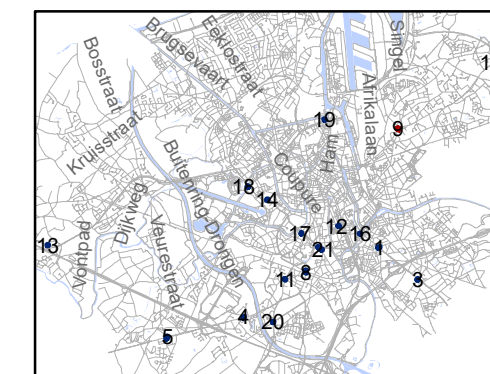 Brugsevaart
Eeklostraat
Singel
Bosstraat
Afrikalaan
Kruisstraat
Buitenring-Drongen
Coupure
Ham
Dijkweg
Vontpad
Veurestraat
19
9
18
14
13
17
12
16
21
1
11
8
3
4
20
5